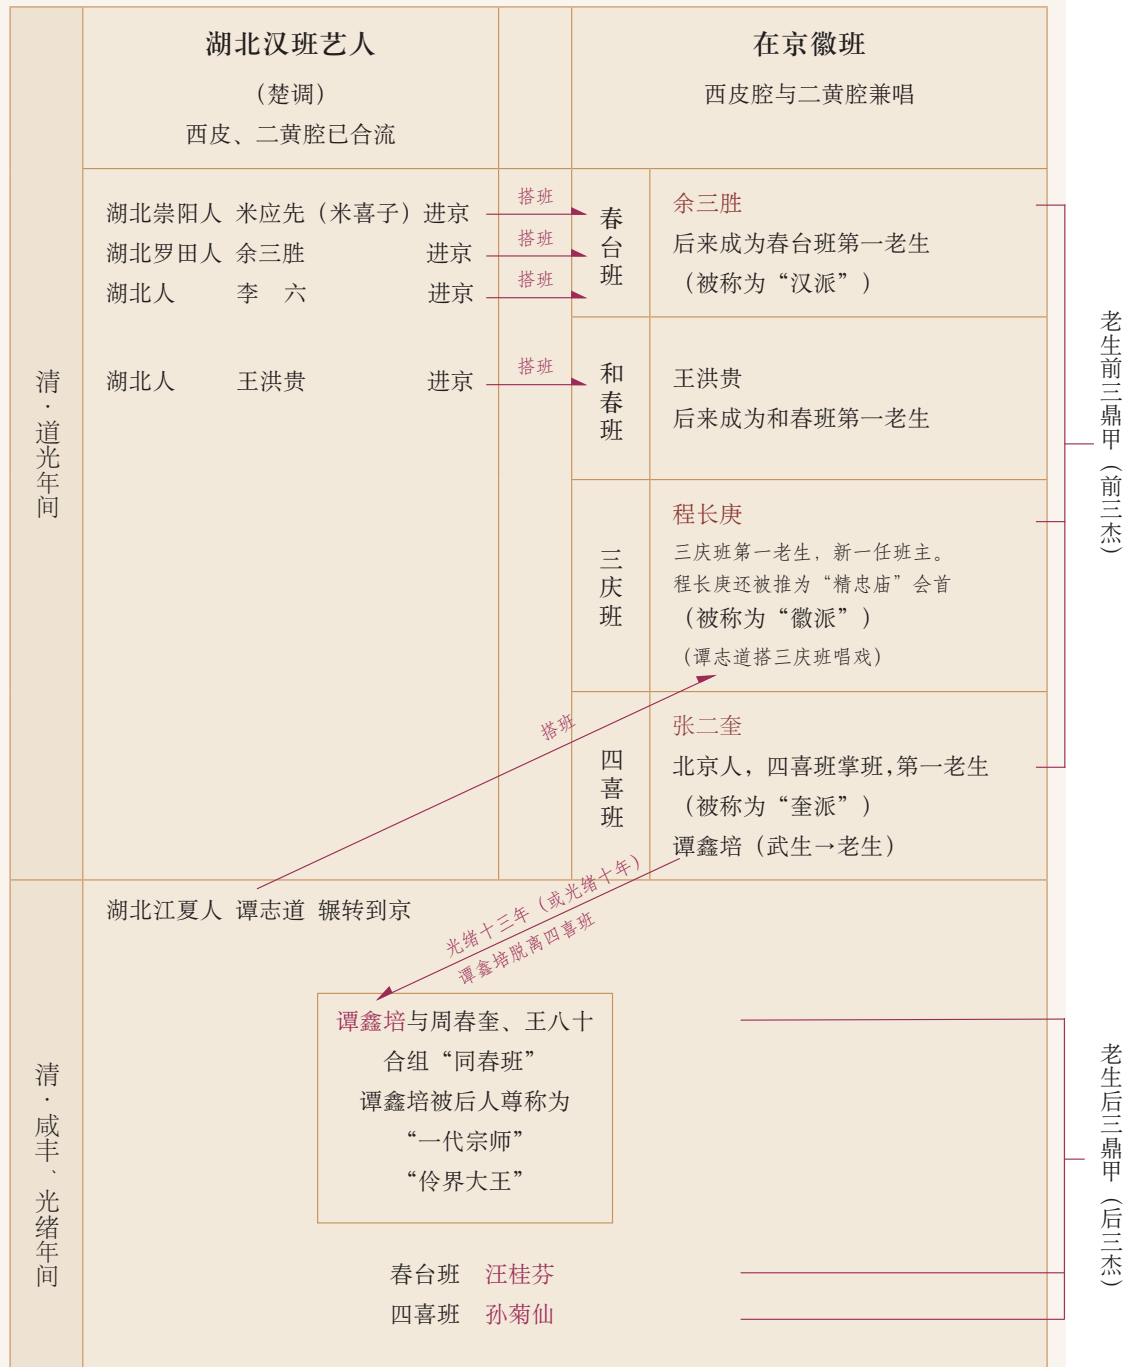 湖北汉班艺人
（楚调）
西皮、二黄腔已合流
在京徽班
西皮腔与二黄腔兼唱
清·道光年间
湖北崇阳人 米应先（米喜子）进京
搭班
湖北罗田人 余三胜 进京
搭班
湖北人 李 六 进京
搭班
春台班
余三胜
后来成为春台班第一老生
（被称为“汉派”）
湖北人 王洪贵 进京
搭班
和春班
王洪贵
后来成为和春班第一老生
三庆班
程长庚
三庆班第一老生，新一任班主。
程长庚还被推为“精忠庙”会首
（被称为“徽派”）
（谭志道搭三庆班唱戏）
搭班
四喜班
张二奎
北京人，四喜班掌班，第一老生
（被称为“奎派”）
谭鑫培（武生→老生）
老生前三鼎甲（前三杰）
清·咸丰、光绪年间
湖北江夏人 谭志道 辗转到京
光绪十三年（或光绪十年）
谭鑫培脱离四喜班
谭鑫培与周春奎、王八十
合组“同春班”
谭鑫培被后人尊称为
“一代宗师”
“伶界大王”
春台班 汪桂芬
四喜班 孙菊仙
老生后三鼎甲（后三杰）